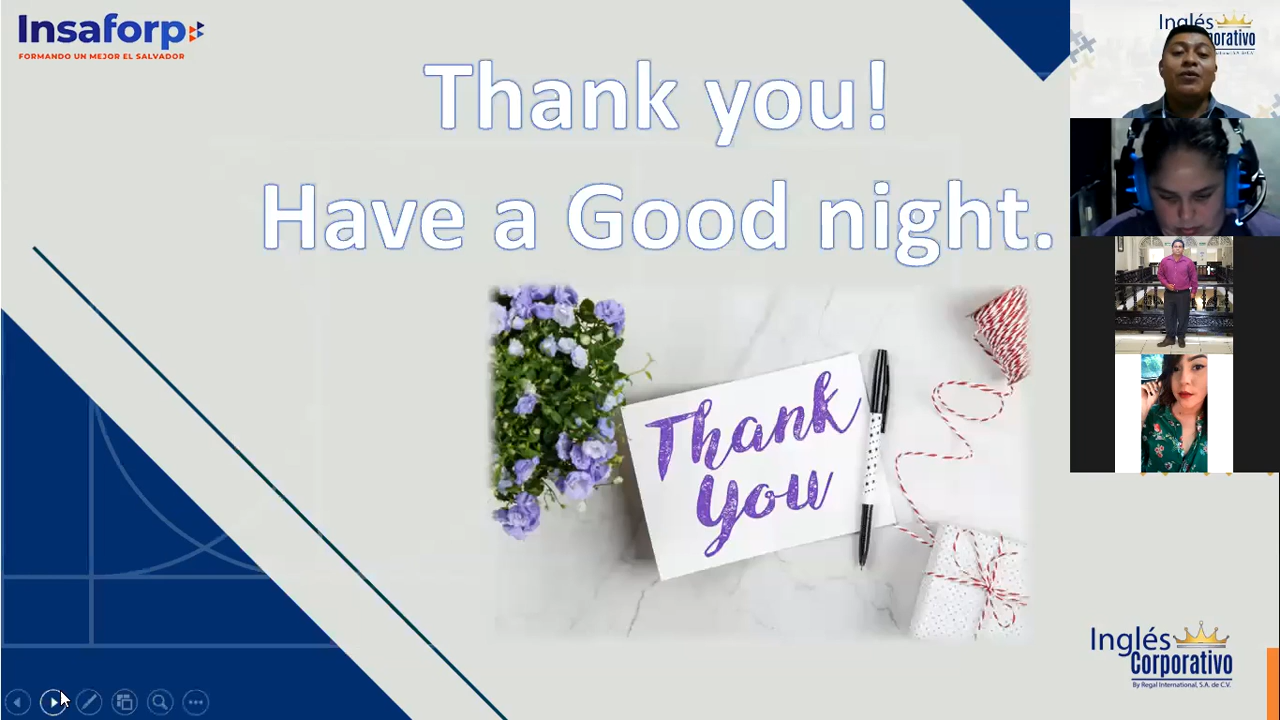 Insaforp
FORMANDO UN MEJOR EL SALVADOR
Thank you!
Have a Good night.
Thank
You
Inglés
Corporativo
By Regal International, S.A. de C.V.
Inglés